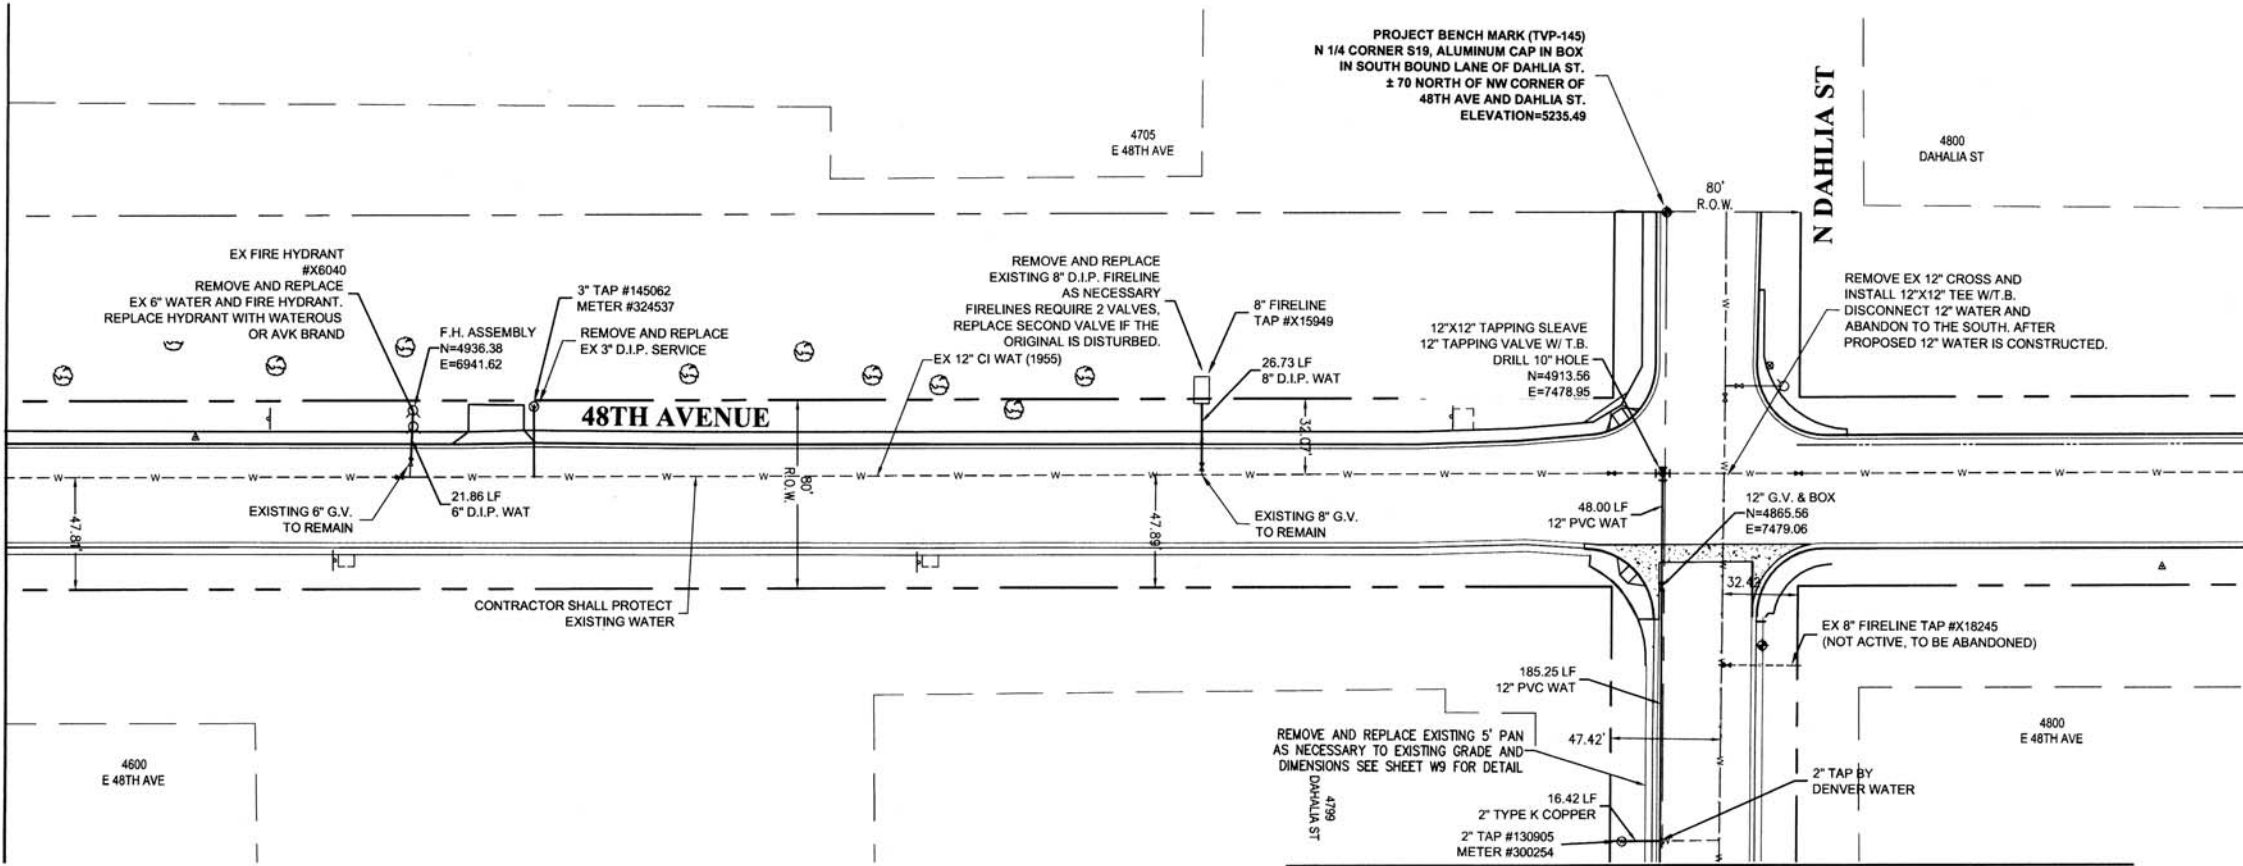 PROJECT BENCH MARK (TVP-145)
N 1/4 CORNER S19, ALUMINUM CAP IN BOX
IN SOUTH BOUND LANE OF DAHLIA ST.
± 70 NORTH OF NW CORNER OF
48TH AVE AND DAHLIA ST.
ELEVATION=5235.49
N DAHLIA ST
4705
E 48TH AVE
4800
DAHALIA ST
80'
R.O.W.
EX FIRE HYDRANT
#X6040
REMOVE AND REPLACE
EX 6" WATER AND FIRE HYDRANT.
REPLACE HYDRANT WITH WATEROUS
OR AVK BRAND
F.H. ASSEMBLY
N=4936.38
E=6941.62
3" TAP #145062
METER #324537
REMOVE AND REPLACE
EX 3" D.I.P. SERVICE
REMOVE AND REPLACE
EXISTING 8" D.I.P. FIRELINE
AS NECESSARY
FIRELINES REQUIRE 2 VALVES,
REPLACE SECOND VALVE IF THE
ORIGINAL IS DISTURBED.
EX 12" CI WAT (1955)
8" FIRELINE
TAP #X15949
26.73 LF
8" D.I.P. WAT
12"X12" TAPPING SLEAVE
12" TAPPING VALVE W/ T.B.
DRILL 10" HOLE
N=4913.56
E=7478.95
REMOVE EX 12" CROSS AND
INSTALL 12"X12" TEE W/T.B.
DISCONNECT 12" WATER AND
ABANDON TO THE SOUTH. AFTER
PROPOSED 12" WATER IS CONSTRUCTED.
48TH AVENUE
32.07'
80'
R.O.W.
W W W W W W W W W W W W W W W W W W W W W W W W W
47.81'
EXISTING 6" G.V.
TO REMAIN
21.86 LF
6" D.I.P. WAT
47.89'
EXISTING 8" G.V.
TO REMAIN
48.00 LF
12" PVC WAT
12" G.V. & BOX
N=4865.56
E=7479.06
CONTRACTOR SHALL PROTECT
EXISTING WATER
32.42
EX 8" FIRELINE TAP #X18245
(NOT ACTIVE, TO BE ABANDONED)
185.25 LF
12" PVC WAT
REMOVE AND REPLACE EXISTING 5' PAN
AS NECESSARY TO EXISTING GRADE AND
DIMENSIONS SEE SHEET W9 FOR DETAIL
47.42'
4600
E 48TH AVE
4799
DAHALIA ST
4800
E 48TH AVE
16.42 LF
2" TYPE K COPPER
2" TAP #130905
METER #300254
2" TAP BY
DENVER WATER